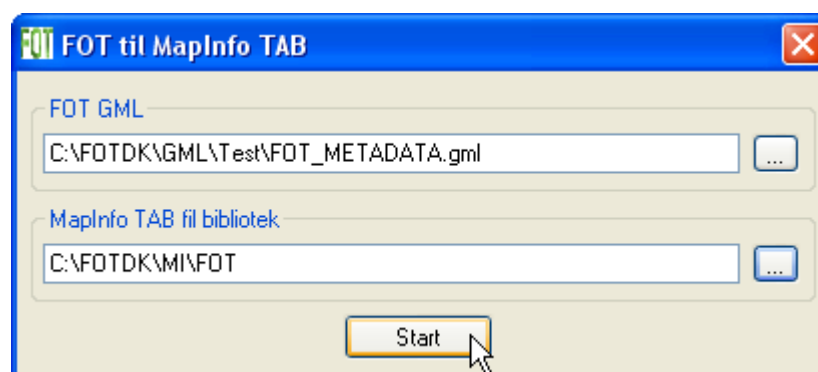 FOT FOT til MapInfo TAB
FOT GML
C:\FOTDK\GML\Test\FOT_METADATA.gml ...
MapInfo TAB fil bibliotek
C:\FOTDK\MI\FOT ...
Start